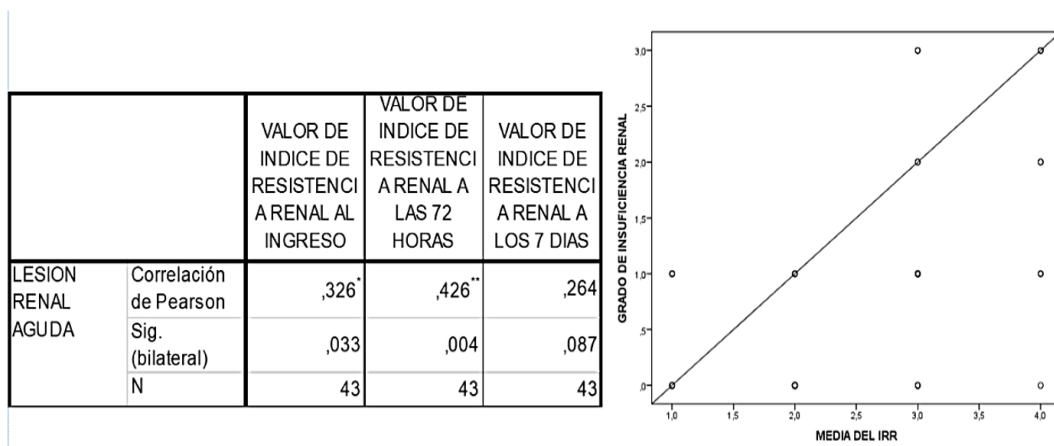 VALOR DE
INDICE DE
RESISTENCI
A RENAL AL
INGRESO
VALOR DE
INDICE DE
RESISTENCI
A RENAL A
LAS 72
HORAS
VALOR DE
INDICE DE
RESISTENCI
A RENAL A
LOS 7 DIAS
LESION
RENAL
AGUDA
Correlación
de Pearson
,326* ,426** ,264
Sig.
(bilateral)
,033 ,004 ,087
N 43 43 43
GRADO DE INSUFICIENCIA RENAL
3,0
2,5
2,0
1,5
1,0
,5
,0
1,0 1,5 2,0 2,5 3,0 3,5 4,0
MEDIA DEL IRR